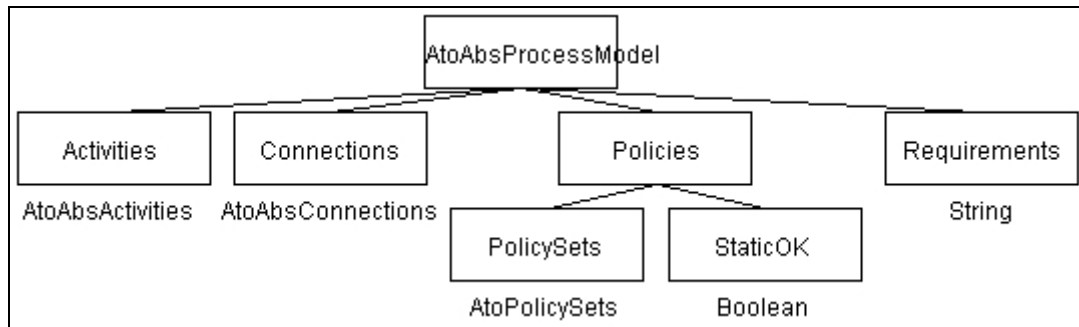 AtoAbsProcessModel
Activities
Connections
Policies
Requirements
AtoAbsActivities
AtoAbsConnections
String
PolicySets
StaticOK
AtoPolicySets
Boolean